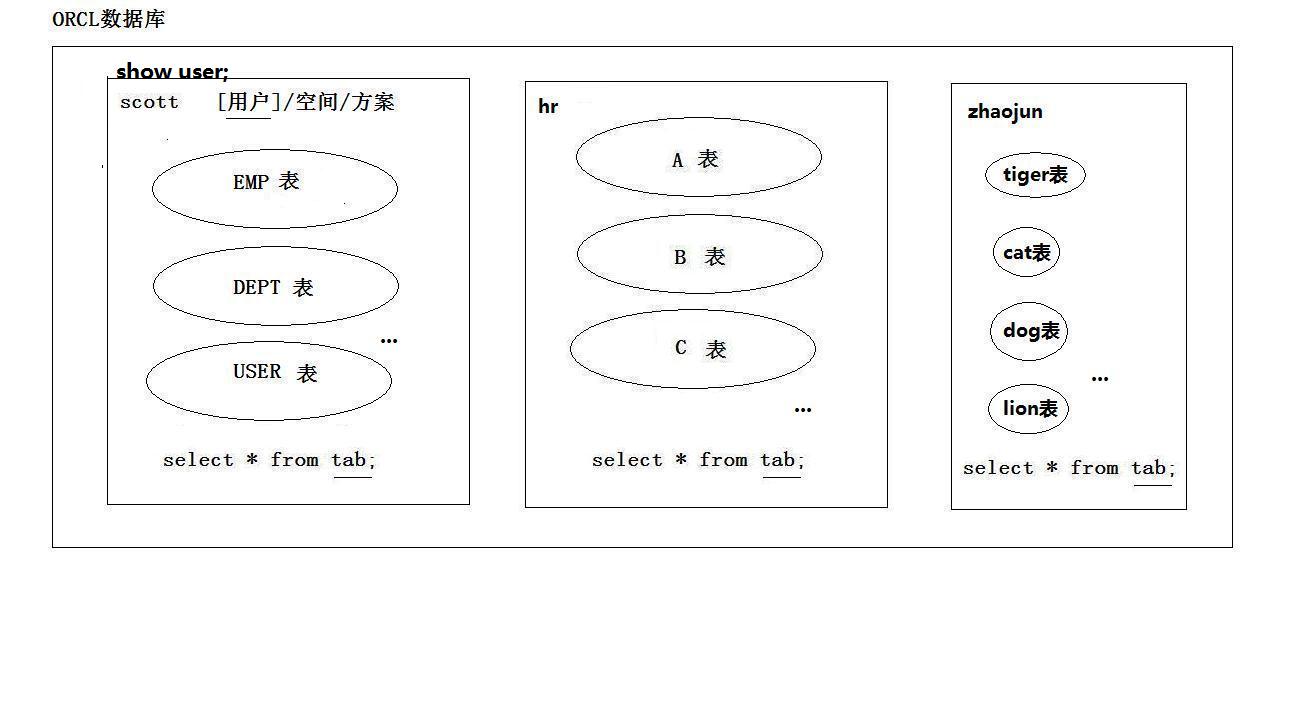 ORCL数据库
show user;
scott [用户]/空间/方案
EMP 表
DEPT 表
...
USER 表
select * from tab;
hr
A 表
B 表
C 表
...
select * from tab;
zhaojun
tiger表
cat表
dog表
...
lion表
select * from tab;